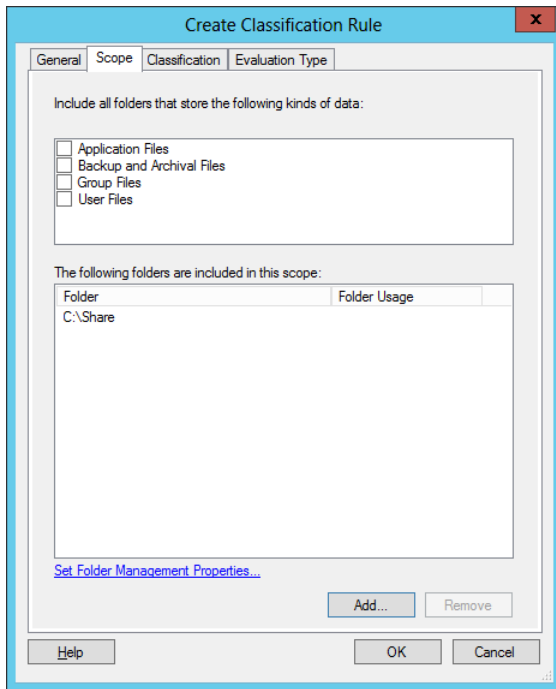 Create Classification Rule
x
General Scope Classification Evaluation Type
Include all folders that store the following kinds of data:
Application Files
Backup and Archival Files
Group Files
User Files
The following folders are included in this scope:
Folder Folder Usage
C:\Share
Set Folder Management Properties...
Add... Remove
Help OK Cancel